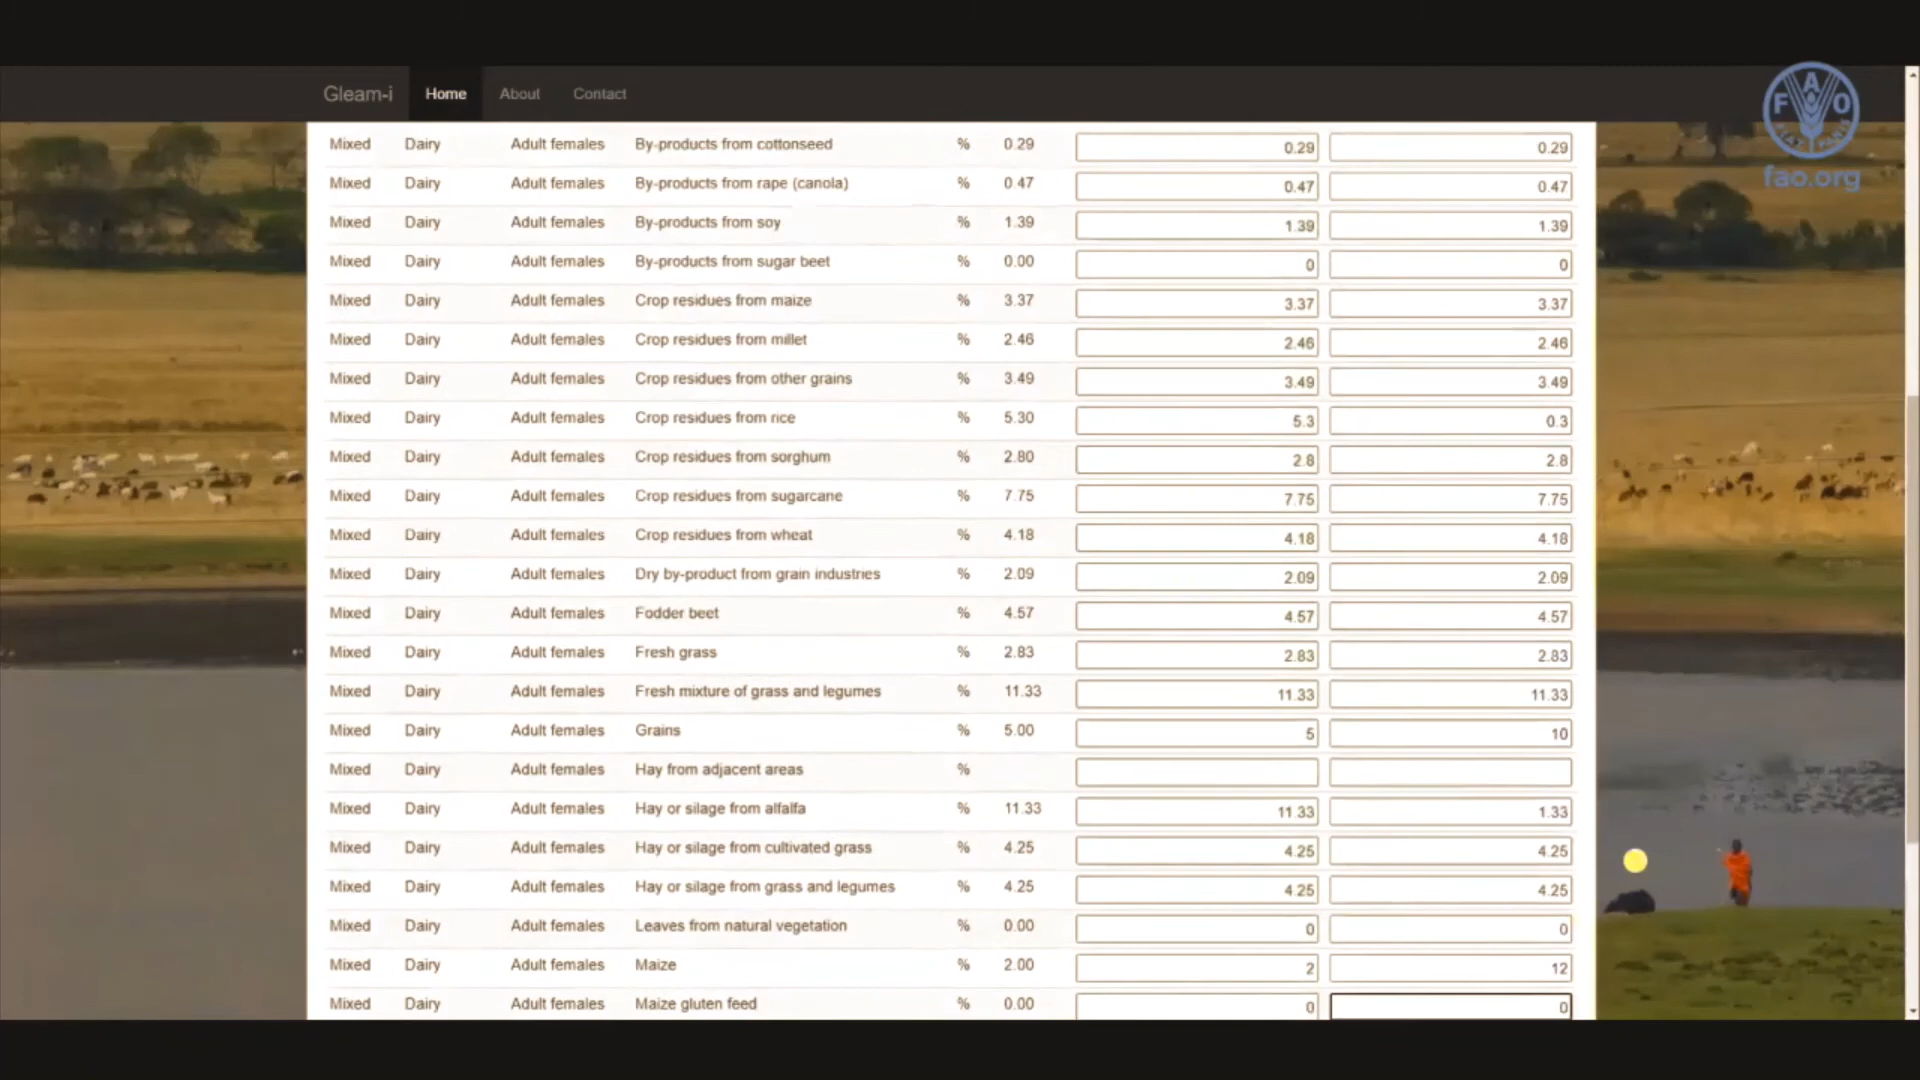 Gleam-i Home About Contact
FAO
FIAT PANIS
fao.org
Mixed Dairy Adult females By-products from cottonseed % 0.29 0.29 0.29
Mixed Dairy Adult females By-products from rape (canola) % 0.47 0.47 0.47
Mixed Dairy Adult females By-products from soy % 1.39 1.39 1.39
Mixed Dairy Adult females By-products from sugar beet % 0.00 0 0
Mixed Dairy Adult females Crop residues from maize % 3.37 3.37 3.37
Mixed Dairy Adult females Crop residues from millet % 2.46 2.46 2.46
Mixed Dairy Adult females Crop residues from other grains % 3.49 3.49 3.49
Mixed Dairy Adult females Crop residues from rice % 5.30 5.3 0.3
Mixed Dairy Adult females Crop residues from sorghum % 2.80 2.8 2.8
Mixed Dairy Adult females Crop residues from sugarcane % 7.75 7.75 7.75
Mixed Dairy Adult females Crop residues from wheat % 4.18 4.18 4.18
Mixed Dairy Adult females Dry by-product from grain industries % 2.09 2.09 2.09
Mixed Dairy Adult females Fodder beet % 4.57 4.57 4.57
Mixed Dairy Adult females Fresh grass % 2.83 2.83 2.83
Mixed Dairy Adult females Fresh mixture of grass and legumes % 11.33 11.33 11.33
Mixed Dairy Adult females Grains % 5.00 5 10
Mixed Dairy Adult females Hay from adjacent areas %
Mixed Dairy Adult females Hay or silage from alfalfa % 11.33 11.33 1.33
Mixed Dairy Adult females Hay or silage from cultivated grass % 4.25 4.25 4.25
Mixed Dairy Adult females Hay or silage from grass and legumes % 4.25 4.25 4.25
Mixed Dairy Adult females Leaves from natural vegetation % 0.00 0 0
Mixed Dairy Adult females Maize % 2.00 2 12
Mixed Dairy Adult females Maize gluten feed % 0.00 0 0